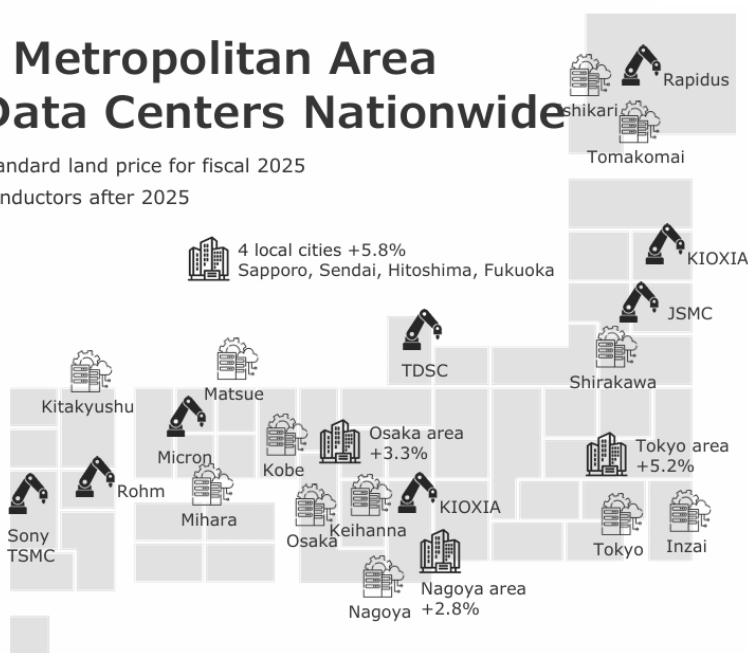 Metropolitan Area
Data Centers Nationwide
andard land price for fiscal 2025
nductors after 2025
shikari
Rapidus
Tomakomai
4 local cities +5.8%
Sapporo, Sendai, Hitoshima, Fukuoka
KIOXIA
JSMC
TDSC
Shirakawa
Kitakyushu
Matsue
Micron
Kobe
Osaka area
+3.3%
Tokyo area
+5.2%
Rohm
Mihara
Sony
TSMC
Osaka
Keihanna
KIOXIA
Tokyo
Inzai
Nagoya
Nagoya area
+2.8%